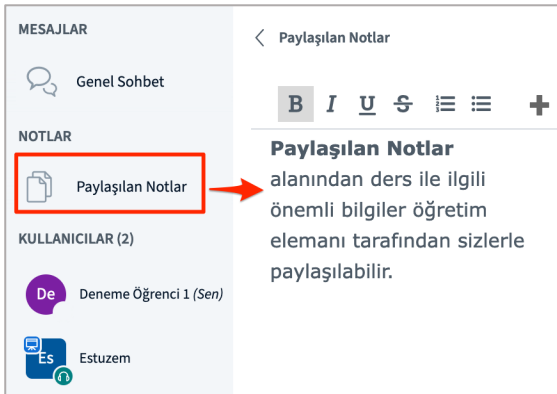 MESAJLAR
Genel Sohbet
NOTLAR
Paylaşılan Notlar
KULLANICILAR (2)
De
Deneme Öğrenci 1 (Sen)
Es
Estuzem
Paylaşılan Notlar
B I U S
Paylaşılan Notlar
alanından ders ile ilgili
önemli bilgiler öğretim
elemanı tarafından sizlerle
paylaşılabilir.